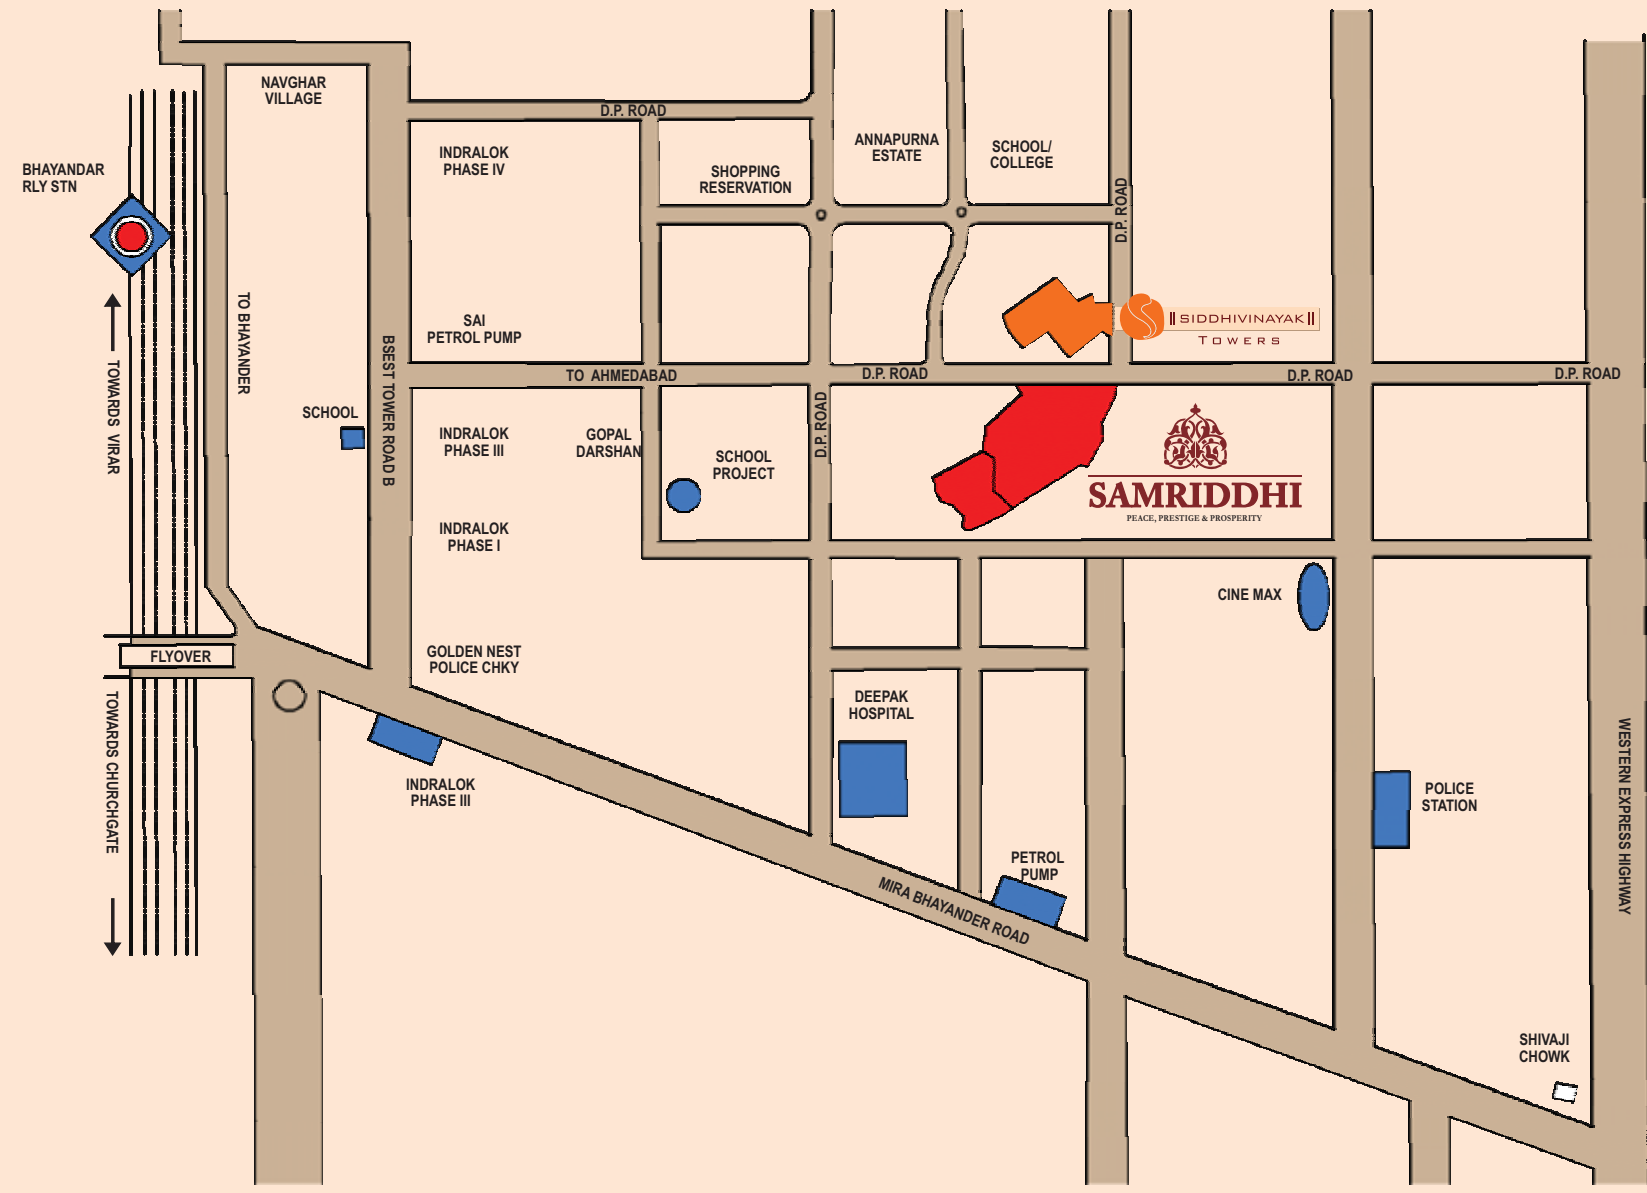 NAVGHAR
VILLAGE
D.P. ROAD
BHAYANDAR
RLY STN
INDRALOK
PHASE IV
SHOPPING
RESERVATION
ANNAPURNA
ESTATE
SCHOOL/
COLLEGE
D.P. ROAD
TO BHAYANDER
SAI
PETROL PUMP
SIDDHIVINAYAK
TOWERS
TOWARDS VIRAR
BSEST TOWER ROAD B
TO AHMEDABAD
D.P. ROAD
D.P. ROAD
D.P. ROAD
SCHOOL
INDRALOK
PHASE III
GOPAL
DARSHAN
SCHOOL
PROJECT
D.P. ROAD
SAMRIDDHI
PEACE, PRESTIGE & PROSPERITY
INDRALOK
PHASE I
CINE MAX
FLYOVER
GOLDEN NEST
POLICE CHKY
TOWARDS CHURCHGATE
INDRALOK
PHASE III
DEEPAK
HOSPITAL
POLICE
STATION
WESTERN EXPRESS HIGHWAY
PETROL
PUMP
MIRA BHAYANDER ROAD
SHIVAJI
CHOWK